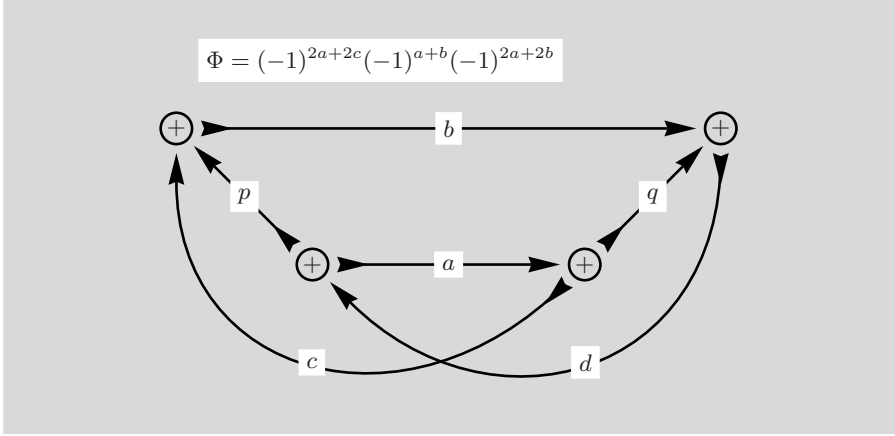 Φ = (−1)^{2a+2c}(−1)^{a+b}(−1)^{2a+2b}
+ b +
p q
+ a +
c d